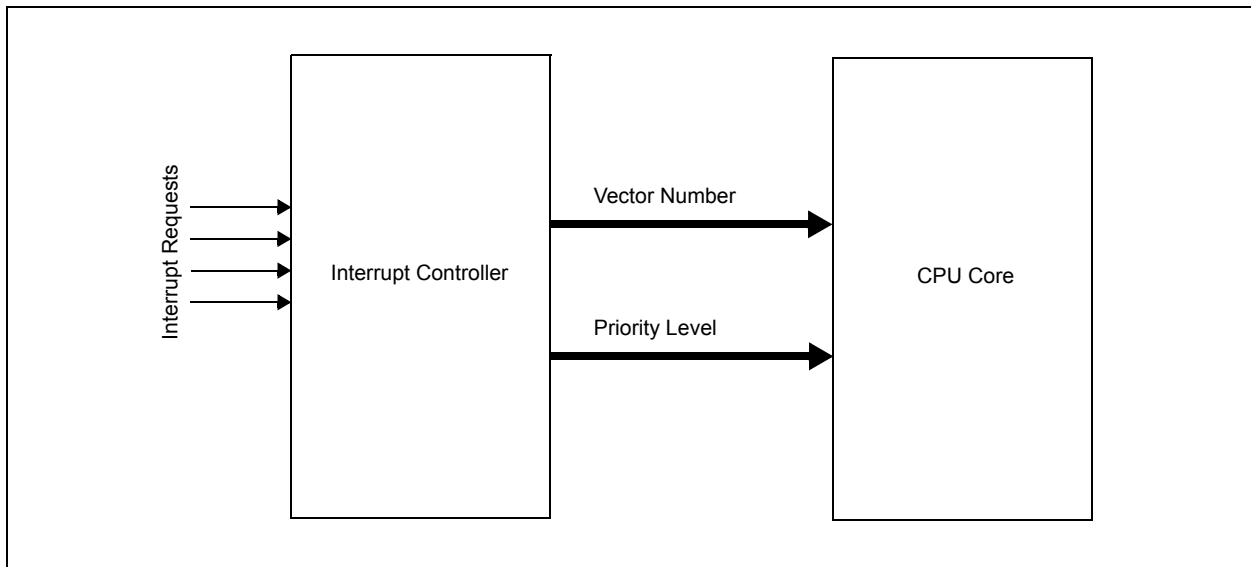 Interrupt Requests
Interrupt Controller
Vector Number
Priority Level
CPU Core